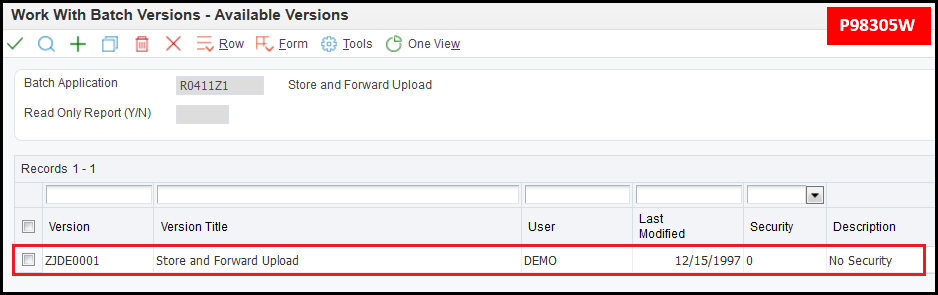 Work With Batch Versions - Available Versions
P98305W
Row Form Tools One View
Batch Application R0411Z1 Store and Forward Upload
Read Only Report (Y/N)
Records 1 - 1
Version Version Title User Last Modified Security Description
ZJDE0001 Store and Forward Upload DEMO 12/15/1997 0 No Security